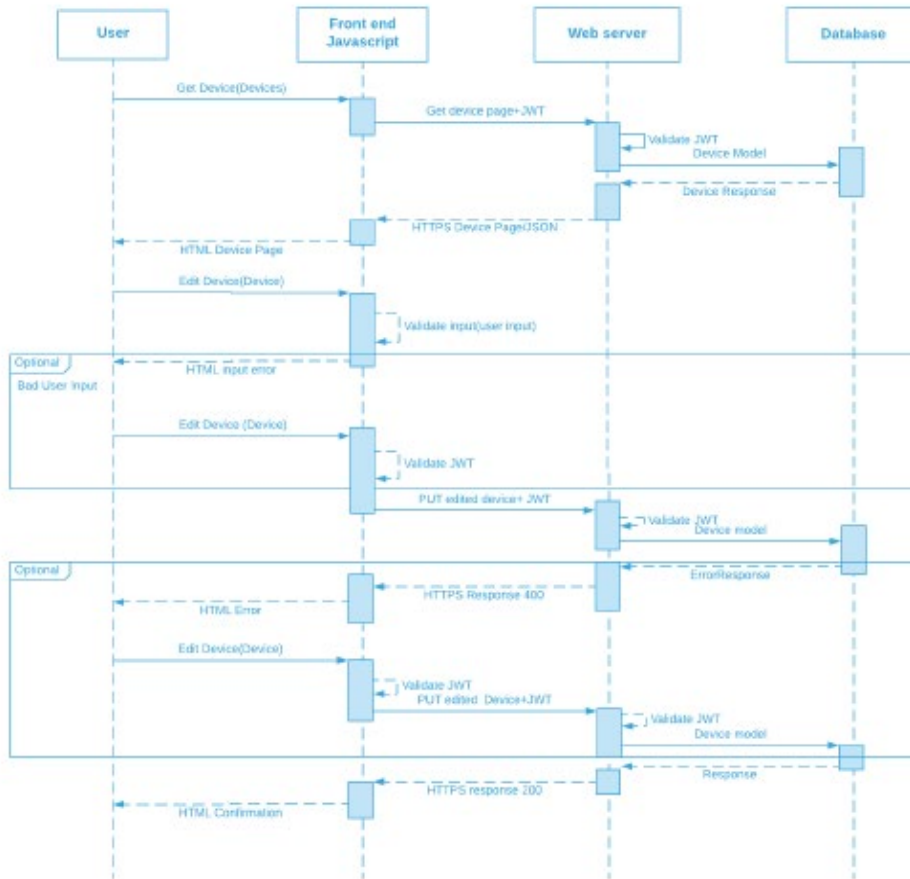 User
Front end
Javascript
Web server
Database
Get Device(Devices)
Get device page+JWT
Validate JWT
Device Model
Device Response
HTTPS Device Page/JSON
HTML Device Page
Edit Device(Device)
Validate input(user input)
Optional
HTML input error
Bad User Input
Edit Device (Device)
Validate JWT
PUT edited device+ JWT
Validate JWT
Device model
Optional
ErrorResponse
HTTPS Response 400
HTML Error
Edit Device(Device)
Validate JWT
PUT edited Device+JWT
Validate JWT
Device model
Response
HTTPS response 200
HTML Confirmation